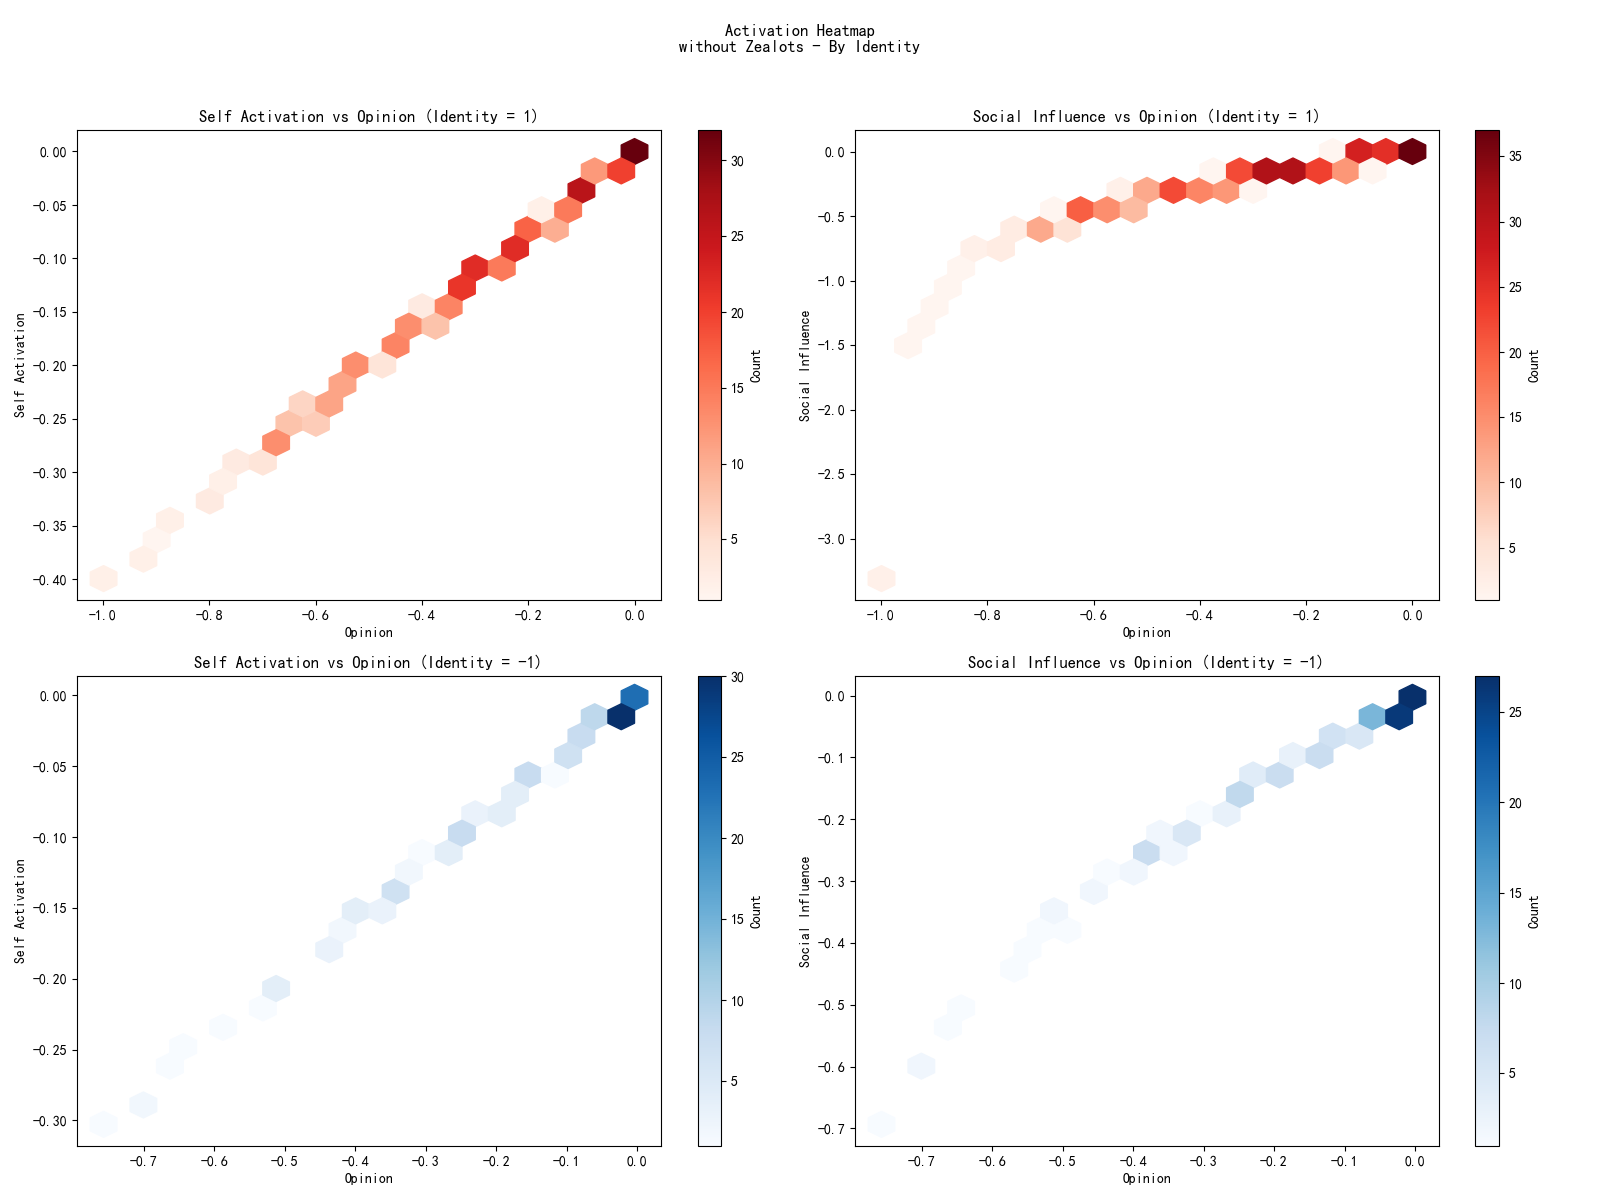 Activation Heatmap
without Zealots − By Identity
Self Activation vs Opinion (Identity = 1)
0.00
−0.05
−0.10
−0.15
−0.20
−0.25
−0.30
−0.35
−0.40
Self Activation
−1.0 −0.8 −0.6 −0.4 −0.2 0.0
Opinion
30
25
20
15
10
5
Count
Social Influence vs Opinion (Identity = 1)
0.0
−0.5
−1.0
−1.5
−2.0
−2.5
−3.0
Social Influence
−1.0 −0.8 −0.6 −0.4 −0.2 0.0
Opinion
35
30
25
20
15
10
5
Count
Self Activation vs Opinion (Identity = −1)
0.00
−0.05
−0.10
−0.15
−0.20
−0.25
−0.30
Self Activation
−0.7 −0.6 −0.5 −0.4 −0.3 −0.2 −0.1 0.0
Opinion
30
25
20
15
10
5
Count
Social Influence vs Opinion (Identity = −1)
0.0
−0.1
−0.2
−0.3
−0.4
−0.5
−0.6
−0.7
Social Influence
−0.7 −0.6 −0.5 −0.4 −0.3 −0.2 −0.1 0.0
Opinion
25
20
15
10
5
Count